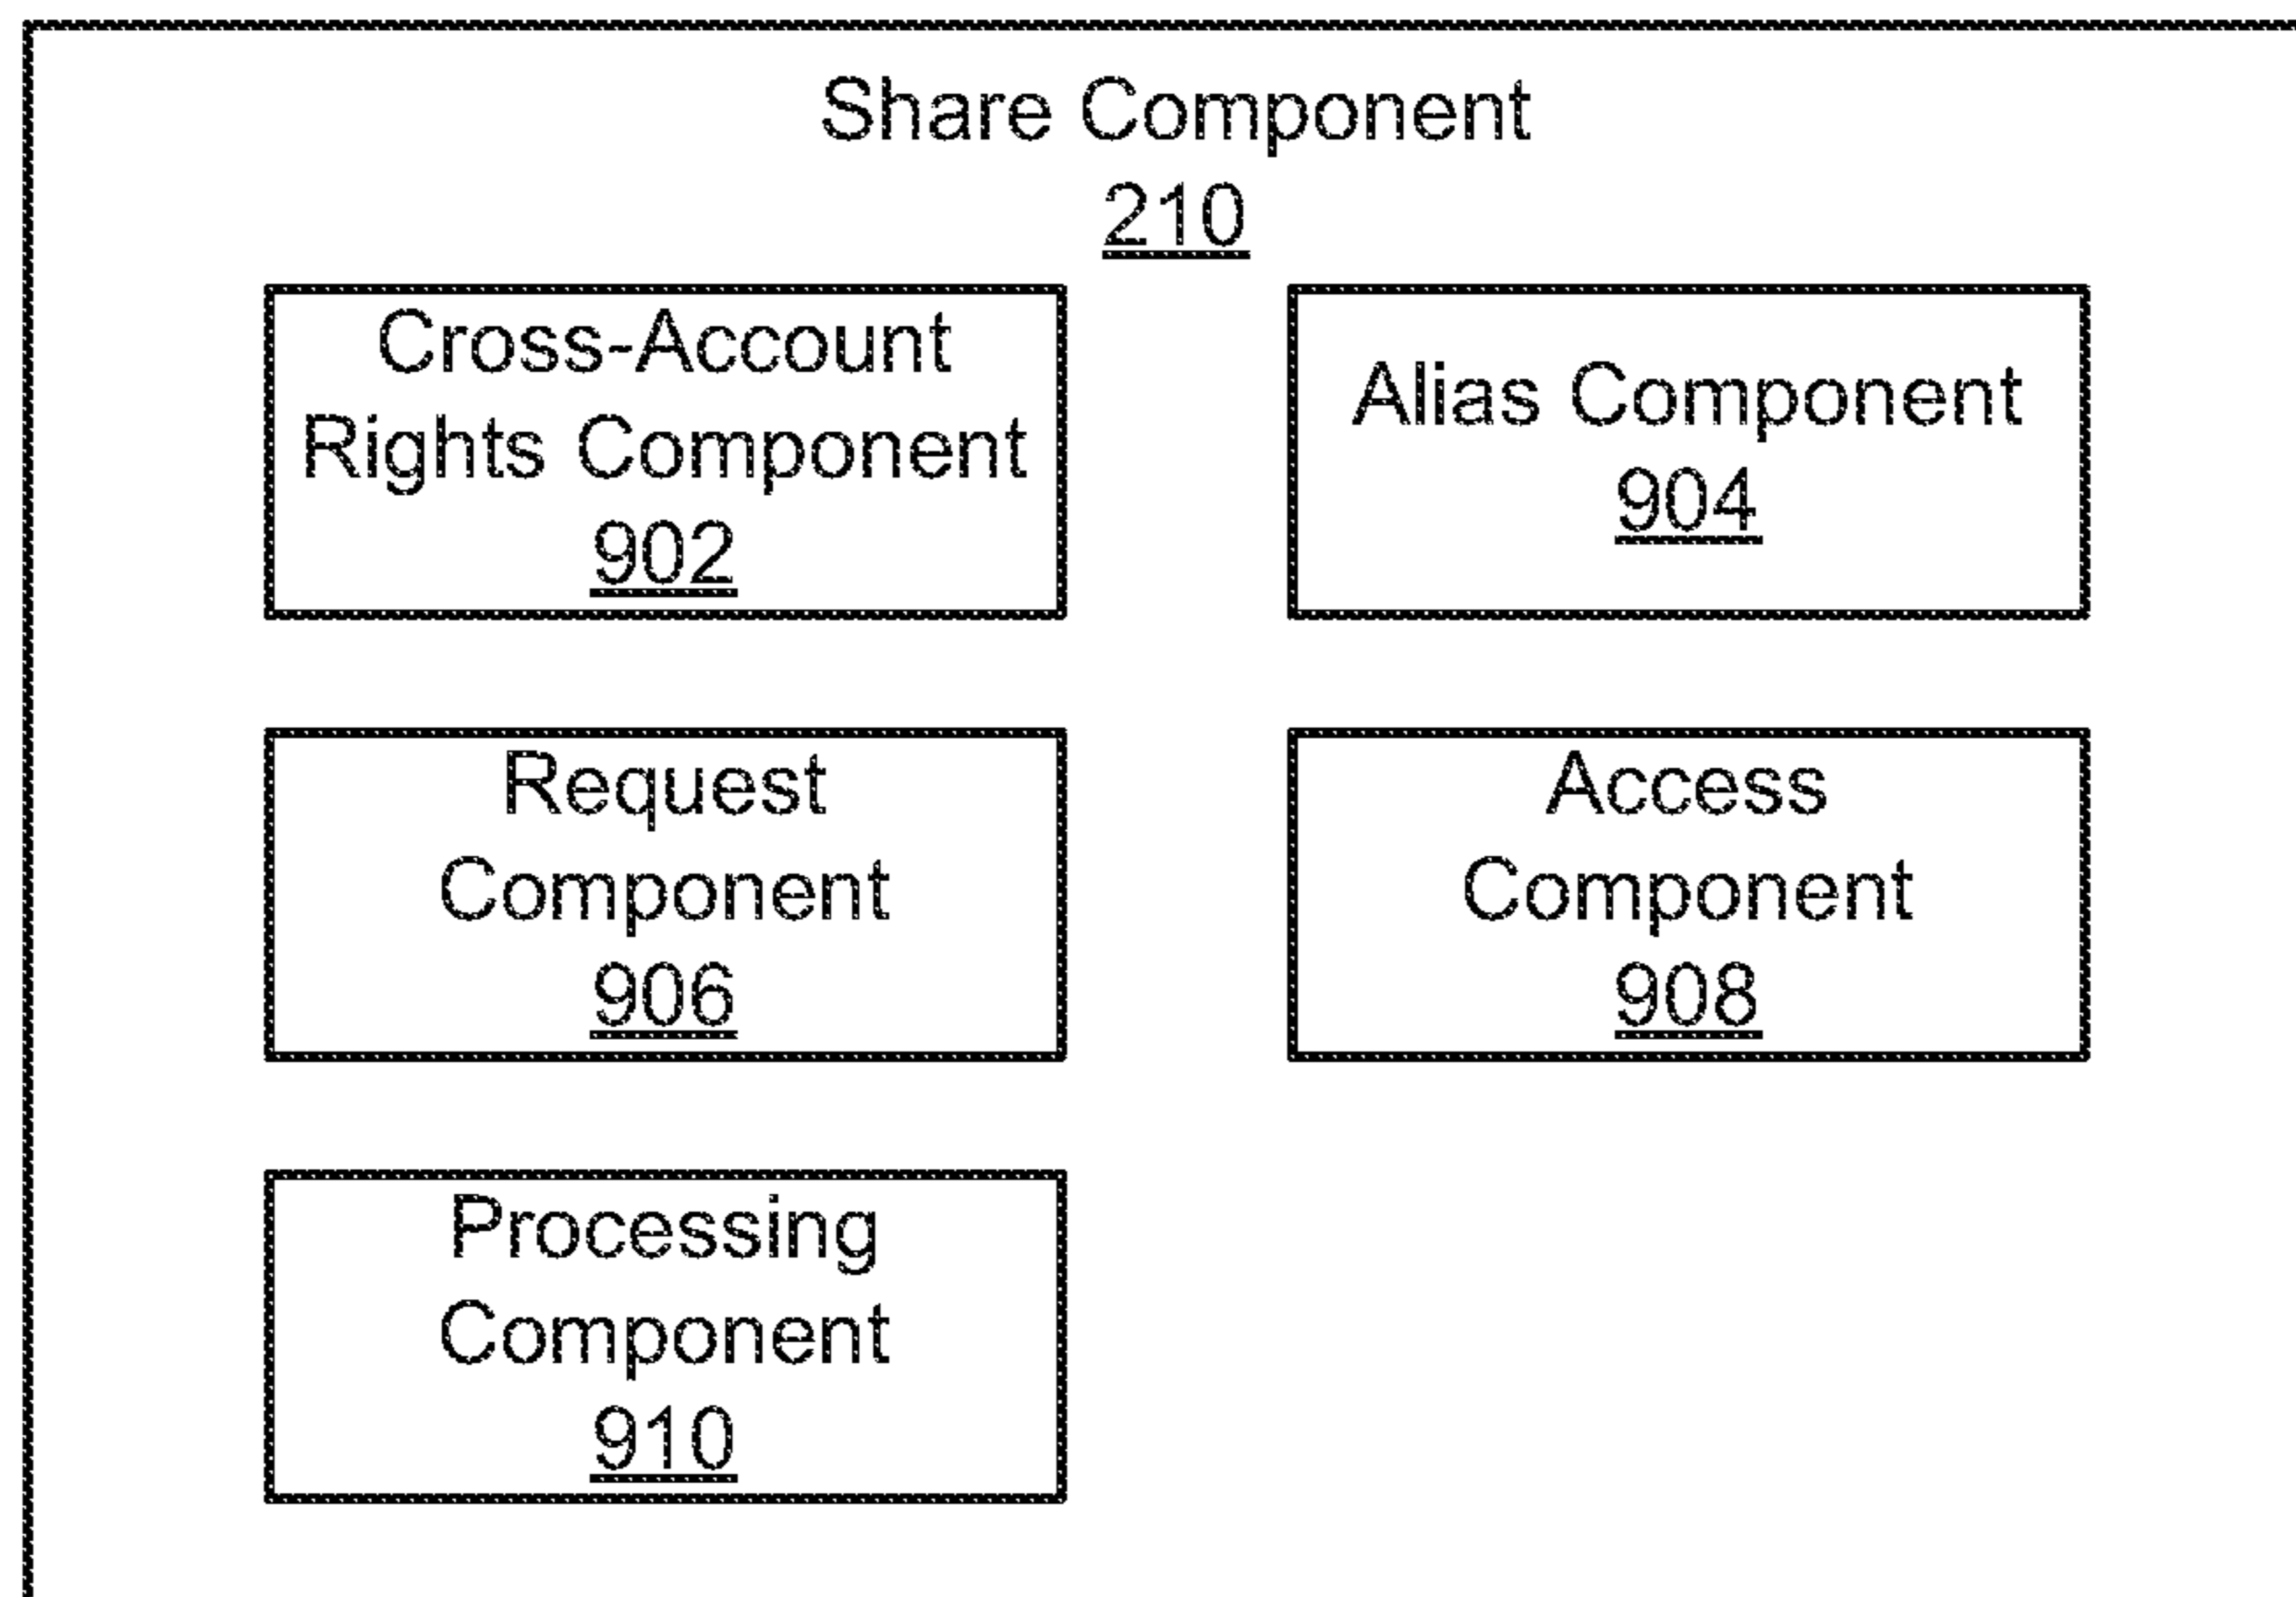 Share Component
210
Cross-Account
Rights Component
902
Alias Component
904
Request
Component
906
Access
Component
908
Processing
Component
910